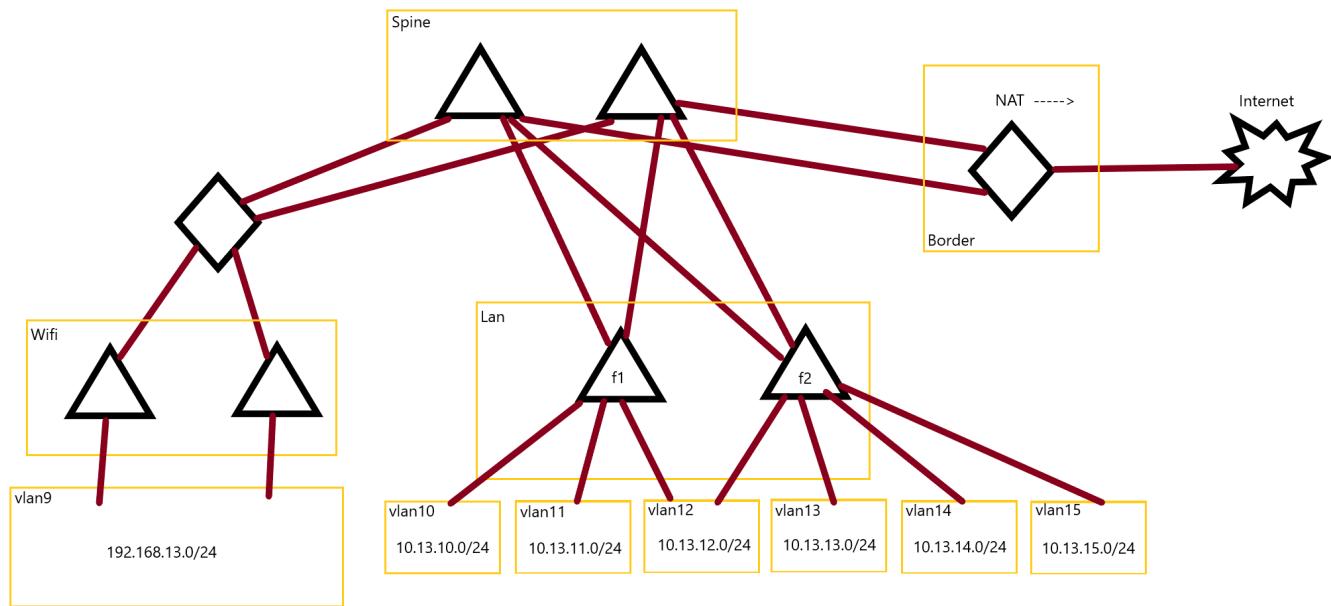 Spine
NAT ----->
Internet
Border
Wifi
Lan
f1
f2
vlan9
192.168.13.0/24
vlan10
10.13.10.0/24
vlan11
10.13.11.0/24
vlan12
10.13.12.0/24
vlan13
10.13.13.0/24
vlan14
10.13.14.0/24
vlan15
10.13.15.0/24